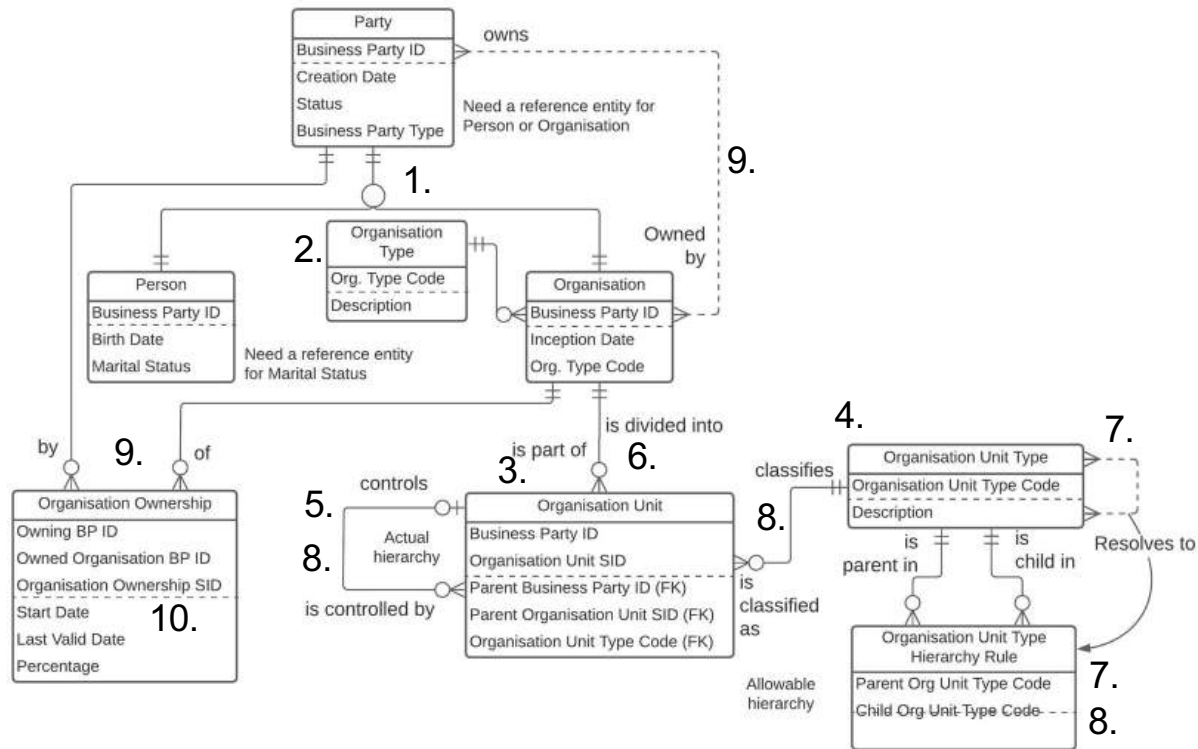 Party
Business Party ID
Creation Date
Status
Business Party Type
owns
Need a reference entity for
Person or Organisation
9.
1.
2.
Organisation
Type
Org. Type Code
Description
Owned
by
Person
Business Party ID
Birth Date
Marital Status
Need a reference entity
for Marital Status
Organisation
Business Party ID
Inception Date
Org. Type Code
by
9.
of
is divided into
is part of
6.
3.
4.
7.
Organisation Ownership
Owning BP ID
Owned Organisation BP ID
Organisation Ownership SID
Start Date
10.
Last Valid Date
Percentage
controls
5.
Actual
hierarchy
8.
is controlled by
Organisation Unit
Business Party ID
Organisation Unit SID
Parent Business Party ID (FK)
Parent Organisation Unit SID (FK)
Organisation Unit Type Code (FK)
classifies
8.
is
classified
as
Organisation Unit Type
Organisation Unit Type Code
Description
is
parent in
is
child in
Resolves to
Organisation Unit Type
Hierarchy Rule
Parent Org Unit Type Code
Child Org Unit Type Code
Allowable
hierarchy
7.
8.